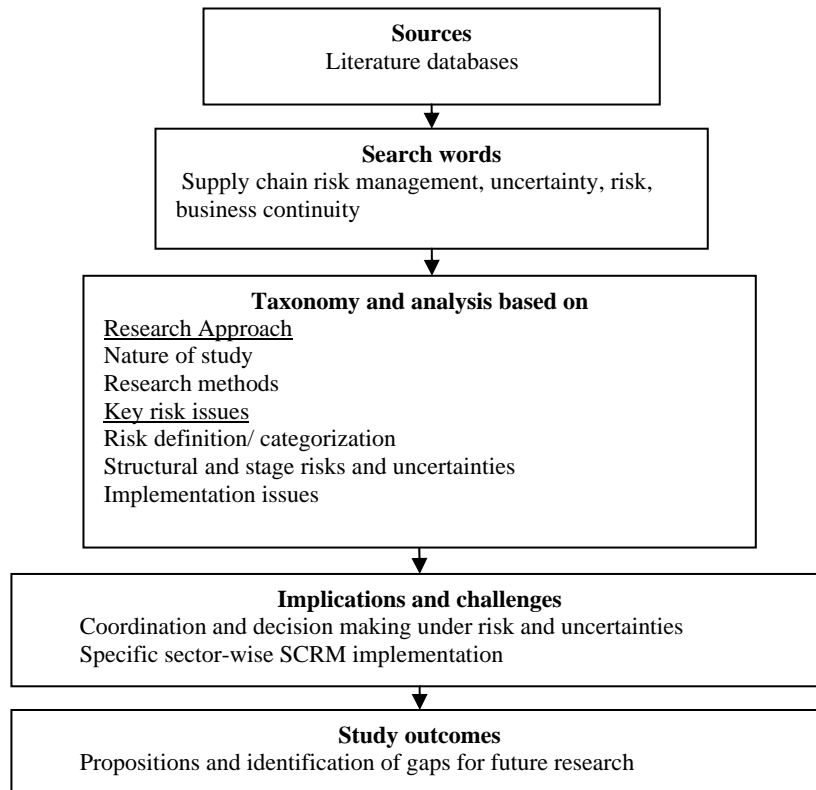 Sources
Literature databases
Search words
Supply chain risk management, uncertainty, risk,
business continuity
Taxonomy and analysis based on
Research Approach
Nature of study
Research methods
Key risk issues
Risk definition/ categorization
Structural and stage risks and uncertainties
Implementation issues
Implications and challenges
Coordination and decision making under risk and uncertainties
Specific sector-wise SCRM implementation
Study outcomes
Propositions and identification of gaps for future research